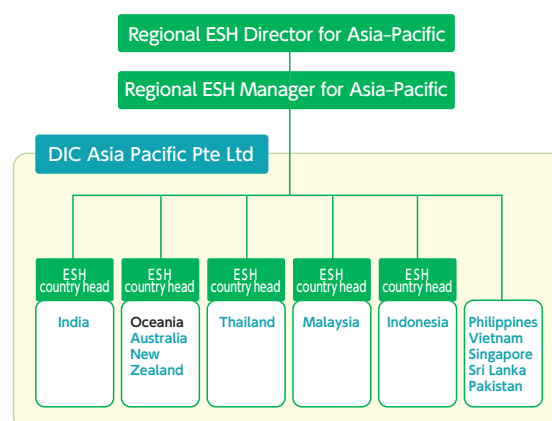 Regional ESH Director for Asia–Pacific
Regional ESH Manager for Asia–Pacific
DIC Asia Pacific Pte Ltd
ESH
country head
India
ESH
country head
Oceania
Australia
New
Zealand
ESH
country head
Thailand
ESH
country head
Malaysia
ESH
country head
Indonesia
Philippines
Vietnam
Singapore
Sri Lanka
Pakistan